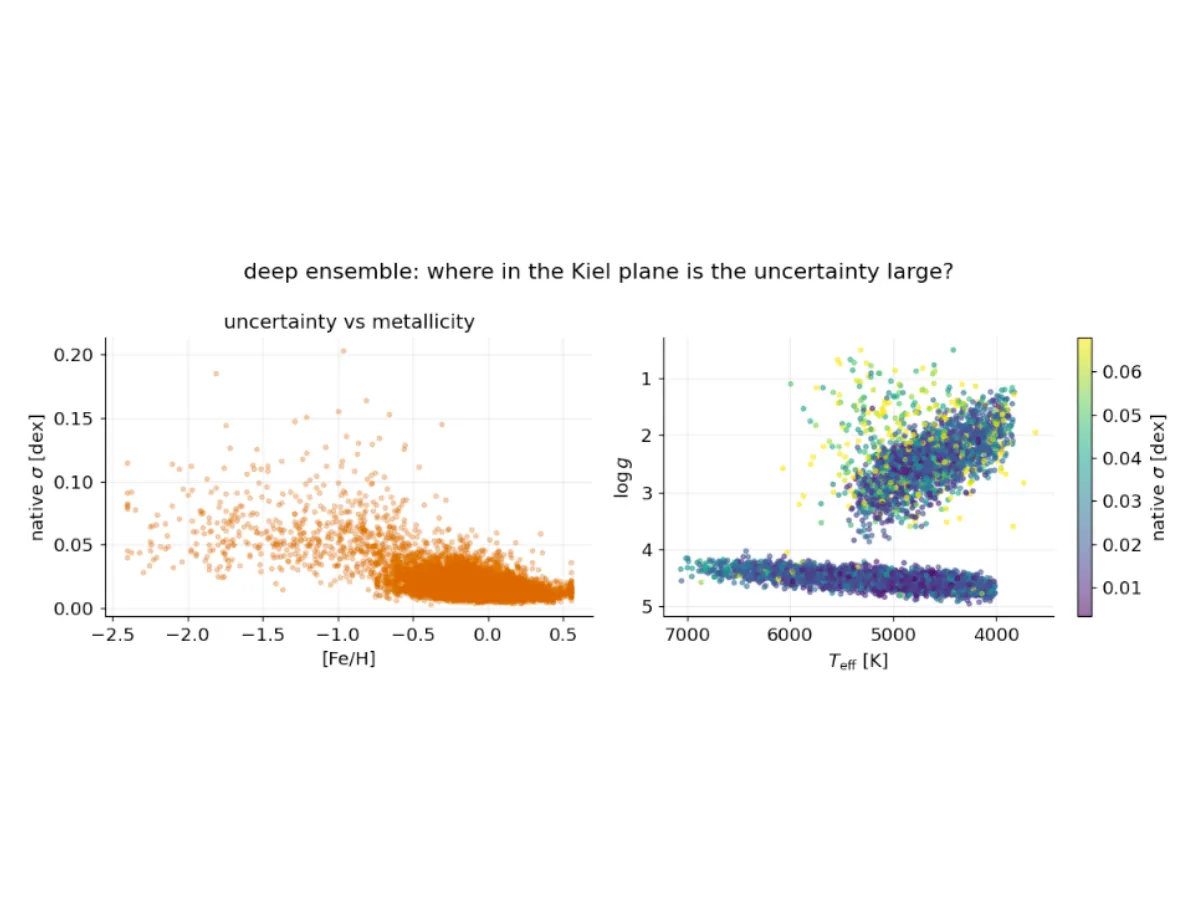 deep ensemble: where in the Kiel plane is the uncertainty large?
uncertainty vs metallicity
native σ [dex]
0.20
0.15
0.10
0.05
0.00
−2.5 −2.0 −1.5 −1.0 −0.5 0.0 0.5
[Fe/H]
log g
1
2
3
4
5
7000 6000 5000 4000
T_eff [K]
0.06
0.05
0.04
0.03
0.02
0.01
native σ [dex]